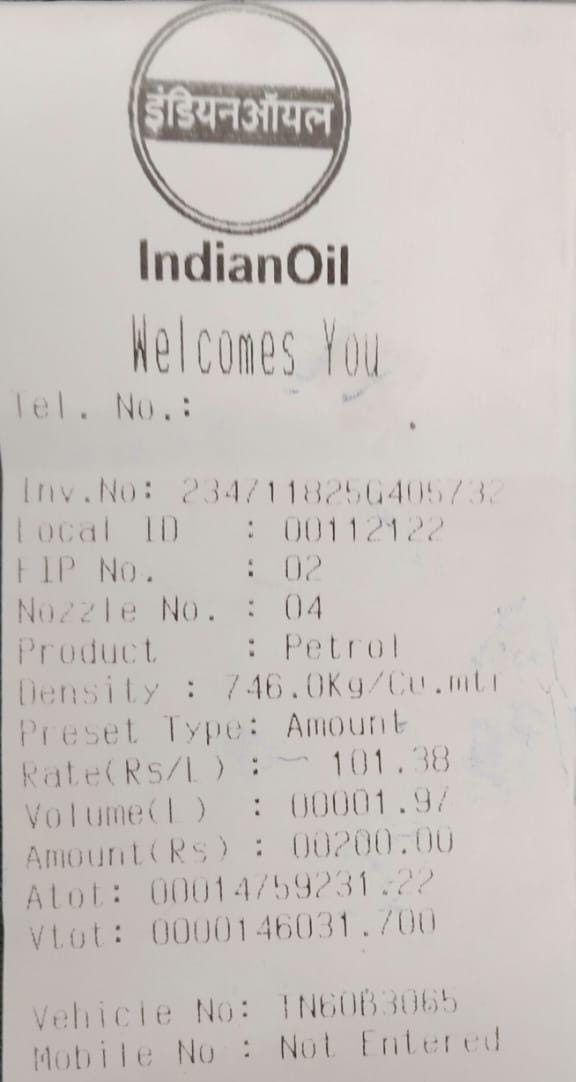 इंडियनऑयल
IndianOil
Welcomes You
Tel. No.:
Inv.No: 234711825G405732
Local ID : 00112122
FIP No. : 02
Nozzle No. : 04
Product : Petrol
Density : 746.0Kg/Cu.mtr
Preset Type: Amount
Rate(Rs/L) : 101.38
Volume(L) : 00001.97
Amount(Rs) : 00200.00
Atot: 00014759231.22
Vtot: 0000146031.700
Vehicle No: TN60B3065
Mobile No : Not Entered